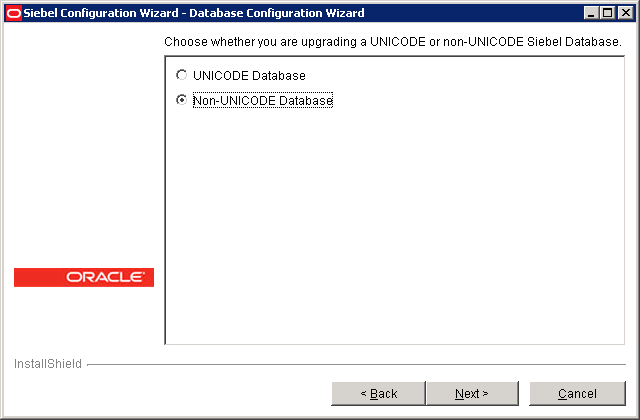 Siebel Configuration Wizard - Database Configuration Wizard
Choose whether you are upgrading a UNICODE or non-UNICODE Siebel Database.
UNICODE Database
Non-UNICODE Database
ORACLE
InstallShield
< Back
Next >
Cancel